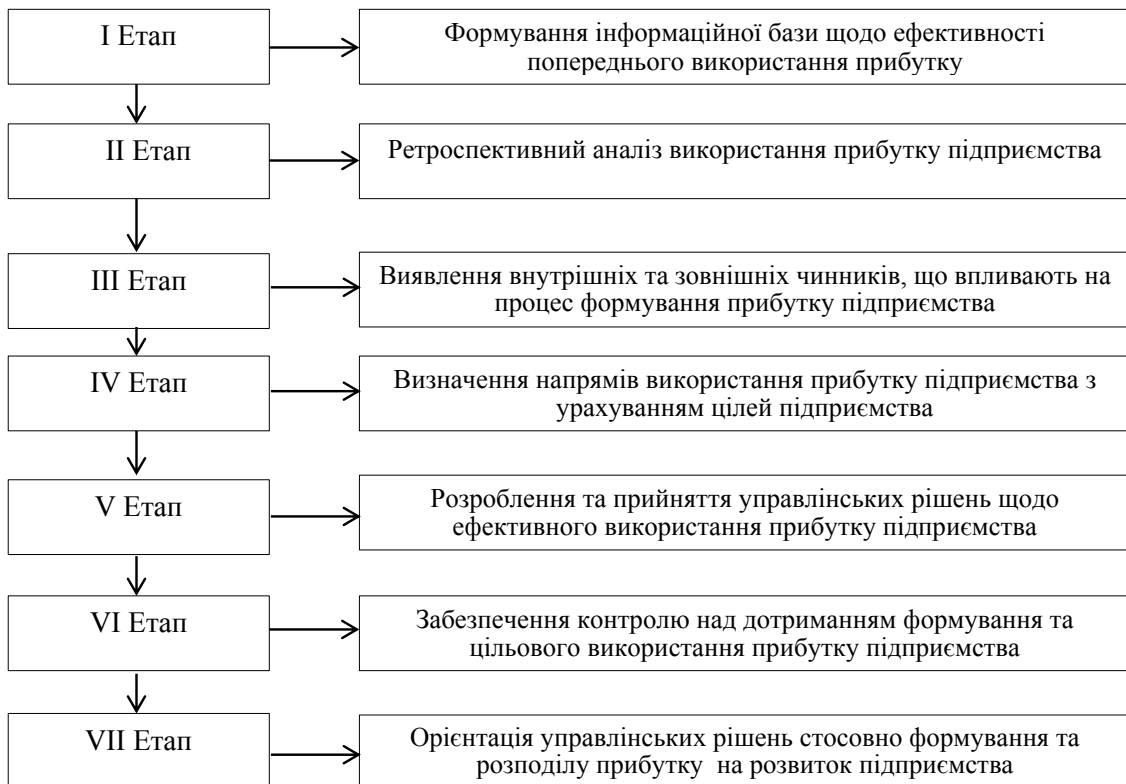 I Етап
Формування інформаційної бази щодо ефективності
попереднього використання прибутку
II Етап
Ретроспективний аналіз використання прибутку підприємства
III Етап
Виявлення внутрішніх та зовнішніх чинників, що впливають на
процес формування прибутку підприємства
IV Етап
Визначення напрямів використання прибутку підприємства з
урахуванням цілей підприємства
V Етап
Розроблення та прийняття управлінських рішень щодо
ефективного використання прибутку підприємства
VI Етап
Забезпечення контролю над дотриманням формування та
цільового використання прибутку підприємства
VII Етап
Орієнтація управлінських рішень стосовно формування та
розподілу прибутку на розвиток підприємства